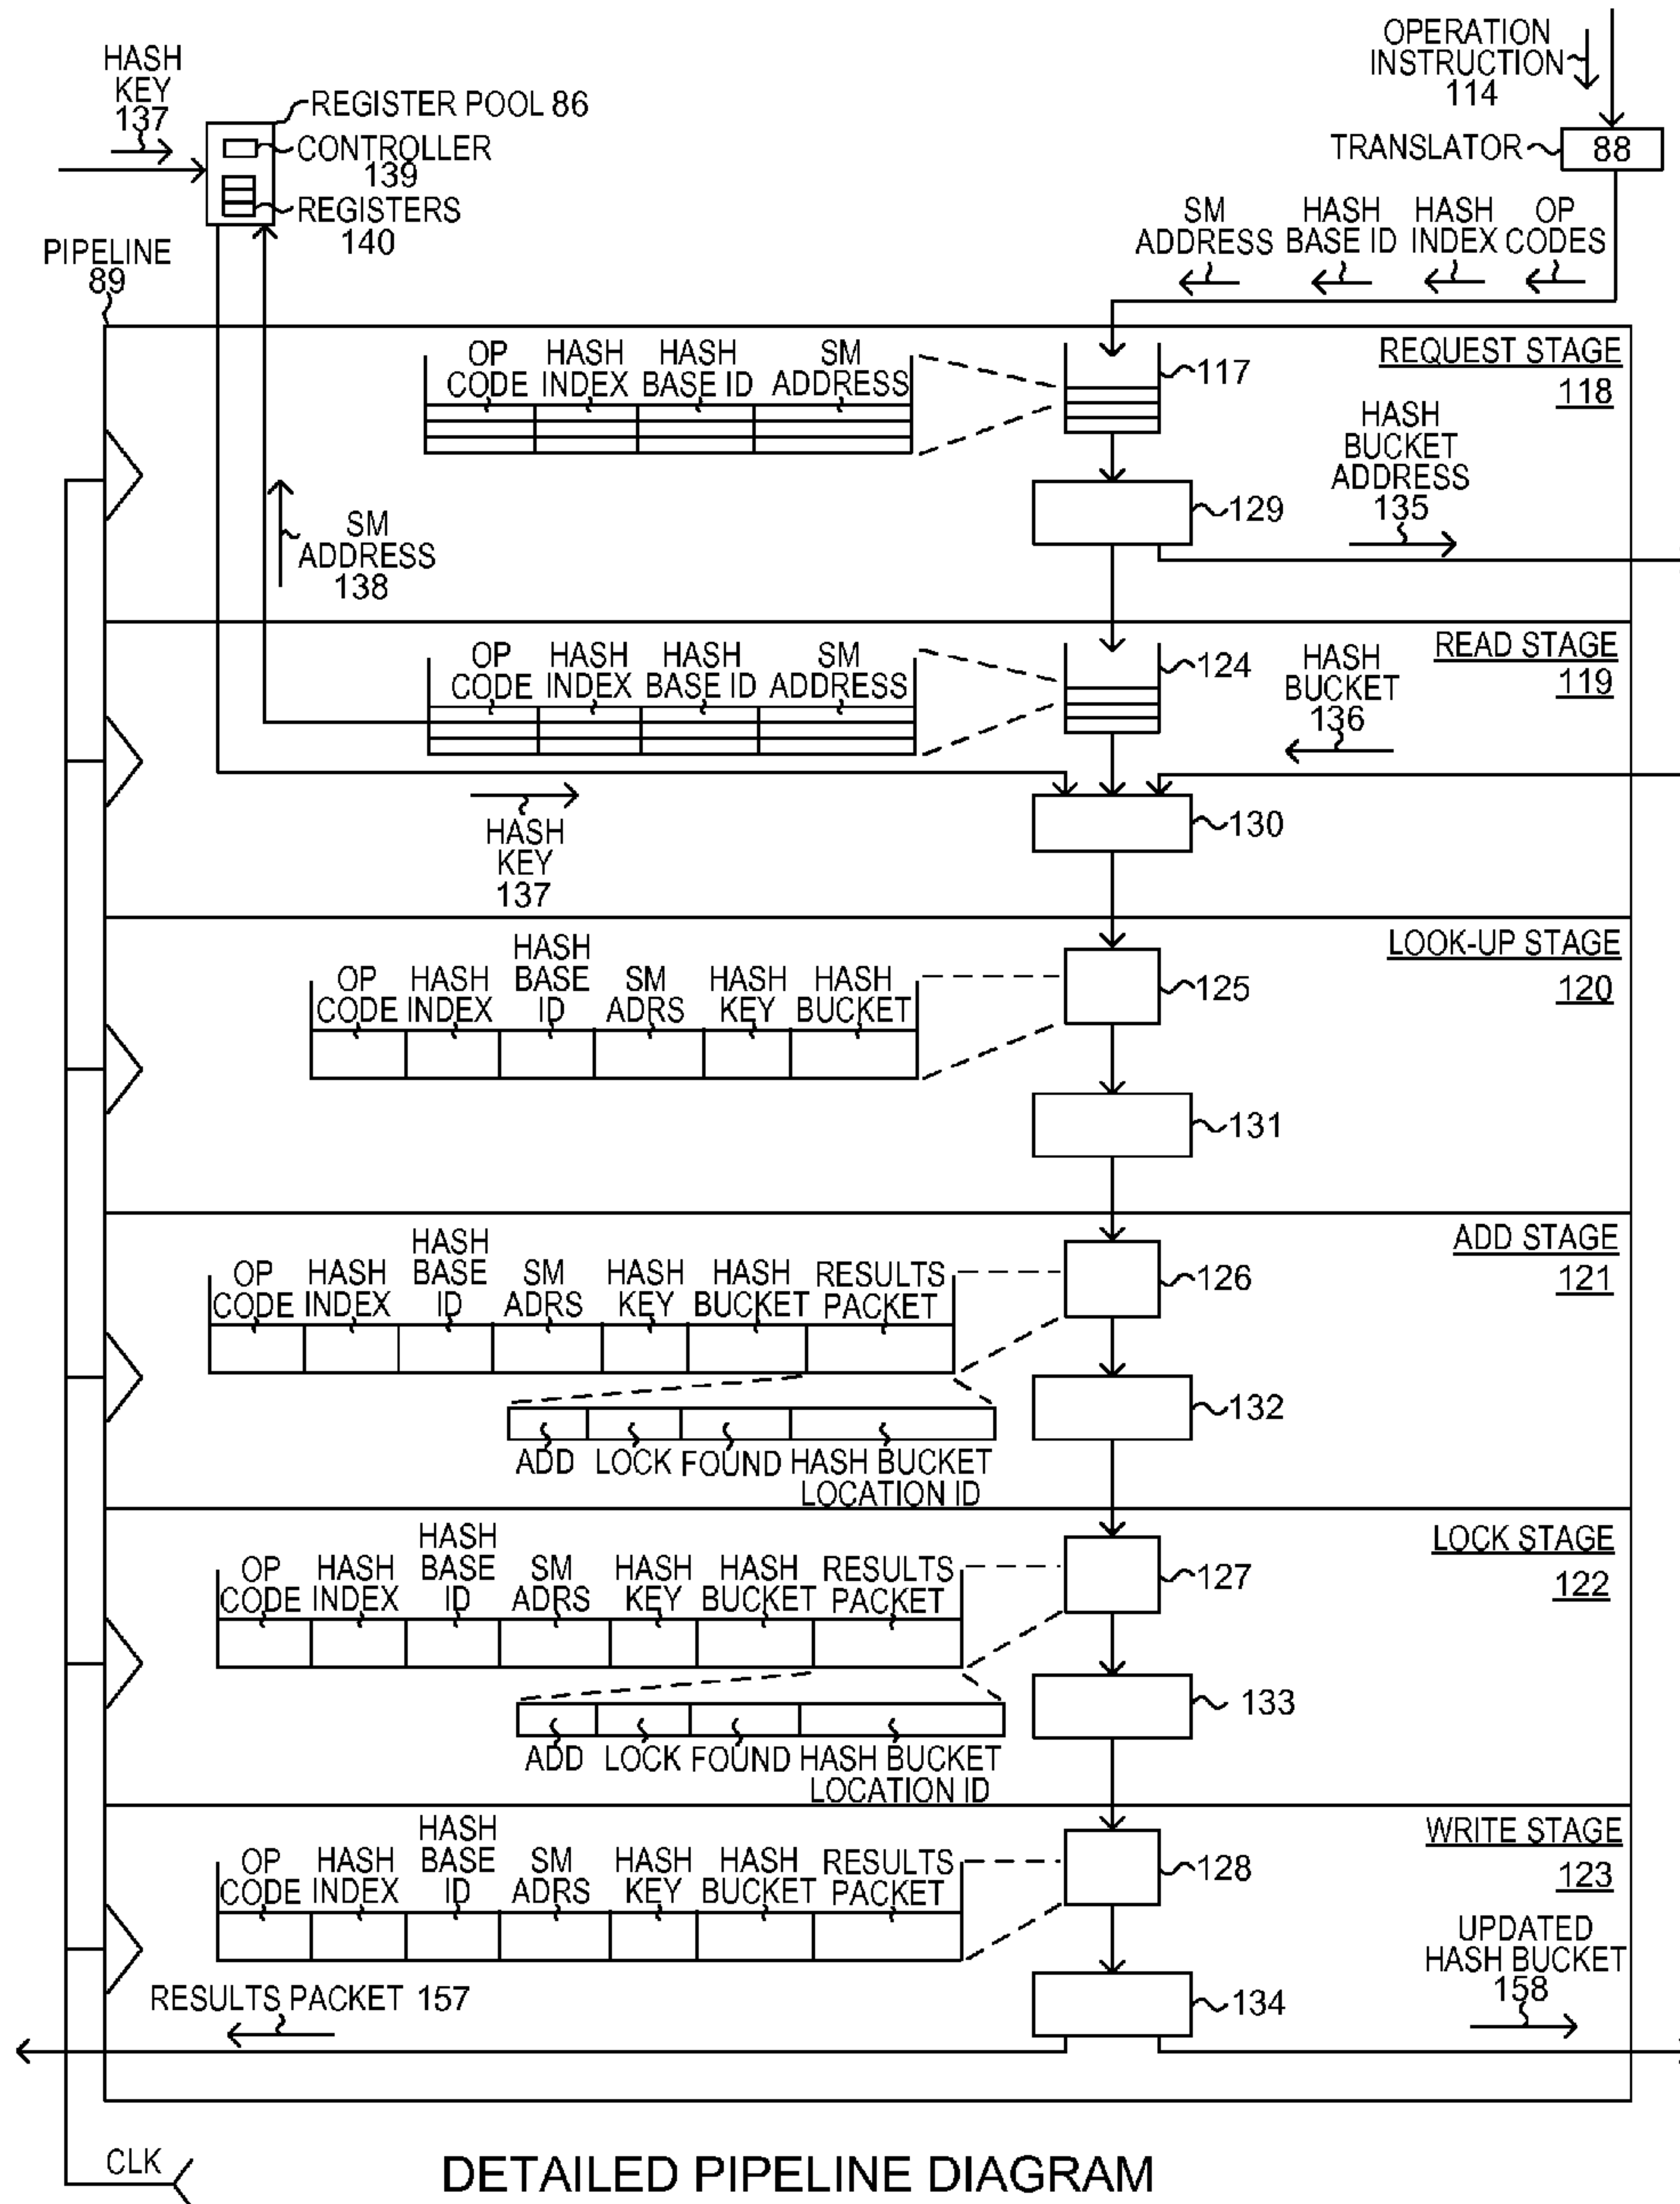 HASH
KEY
137
REGISTER POOL 86
CONTROLLER
139
REGISTERS
140
PIPELINE
89
OPERATION
INSTRUCTION
114
TRANSLATOR
88
SM
ADDRESS
HASH
BASE ID
HASH
INDEX
OP
CODES
REQUEST STAGE
118
OP
CODE
HASH
INDEX
HASH
BASE ID
SM
ADDRESS
117
129
HASH
BUCKET
ADDRESS
135
SM
ADDRESS
138
READ STAGE
119
OP
CODE
HASH
INDEX
HASH
BASE ID
SM
ADDRESS
124
HASH
BUCKET
136
130
HASH
KEY
137
LOOK-UP STAGE
120
OP
CODE
HASH
INDEX
HASH
BASE
ID
SM
ADRS
HASH
KEY
HASH
BUCKET
125
131
ADD STAGE
121
OP
CODE
HASH
INDEX
HASH
BASE
ID
SM
ADRS
HASH
KEY
HASH
BUCKET
RESULTS
PACKET
126
132
ADD
LOCK
FOUND
HASH BUCKET
LOCATION ID
LOCK STAGE
122
OP
CODE
HASH
INDEX
HASH
BASE
ID
SM
ADRS
HASH
KEY
HASH
BUCKET
RESULTS
PACKET
127
133
ADD
LOCK
FOUND
HASH BUCKET
LOCATION ID
WRITE STAGE
123
OP
CODE
HASH
INDEX
HASH
BASE
ID
SM
ADRS
HASH
KEY
HASH
BUCKET
RESULTS
PACKET
128
134
UPDATED
HASH BUCKET
158
RESULTS PACKET 157
CLK
DETAILED PIPELINE DIAGRAM